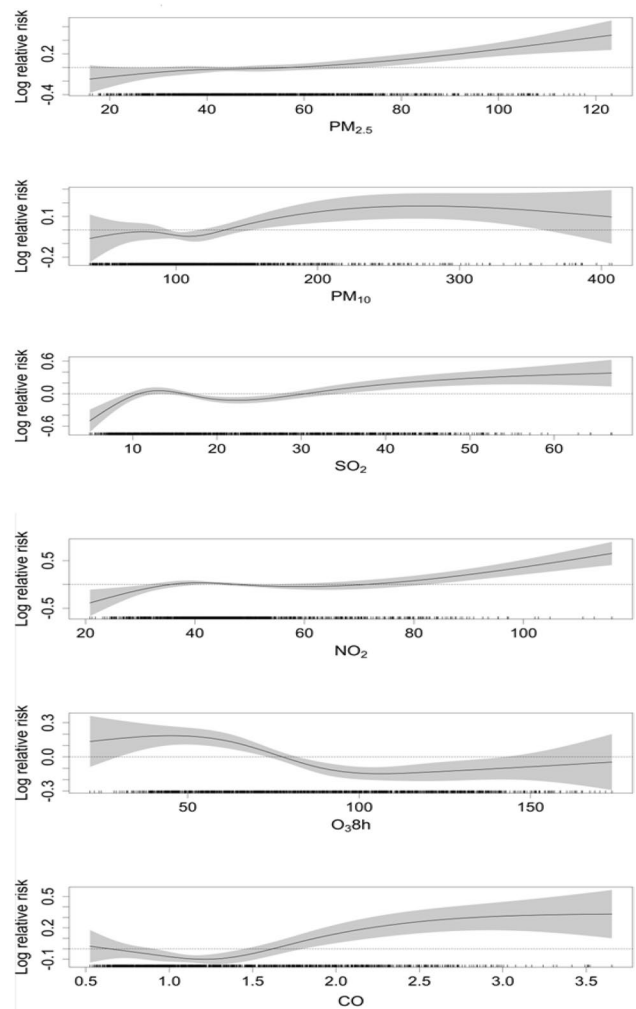 Log relative risk
0.2
-0.4
20 40 60 80 100 120
PM2.5
Log relative risk
0.1
-0.2
100 200 300 400
PM10
Log relative risk
0.6
0.0
-0.6
10 20 30 40 50 60
SO2
Log relative risk
0.5
-0.5
20 40 60 80 100
NO2
Log relative risk
0.3
0.0
-0.3
50 100 150
O38h
Log relative risk
0.5
0.2
-0.1
0.5 1.0 1.5 2.0 2.5 3.0 3.5
CO